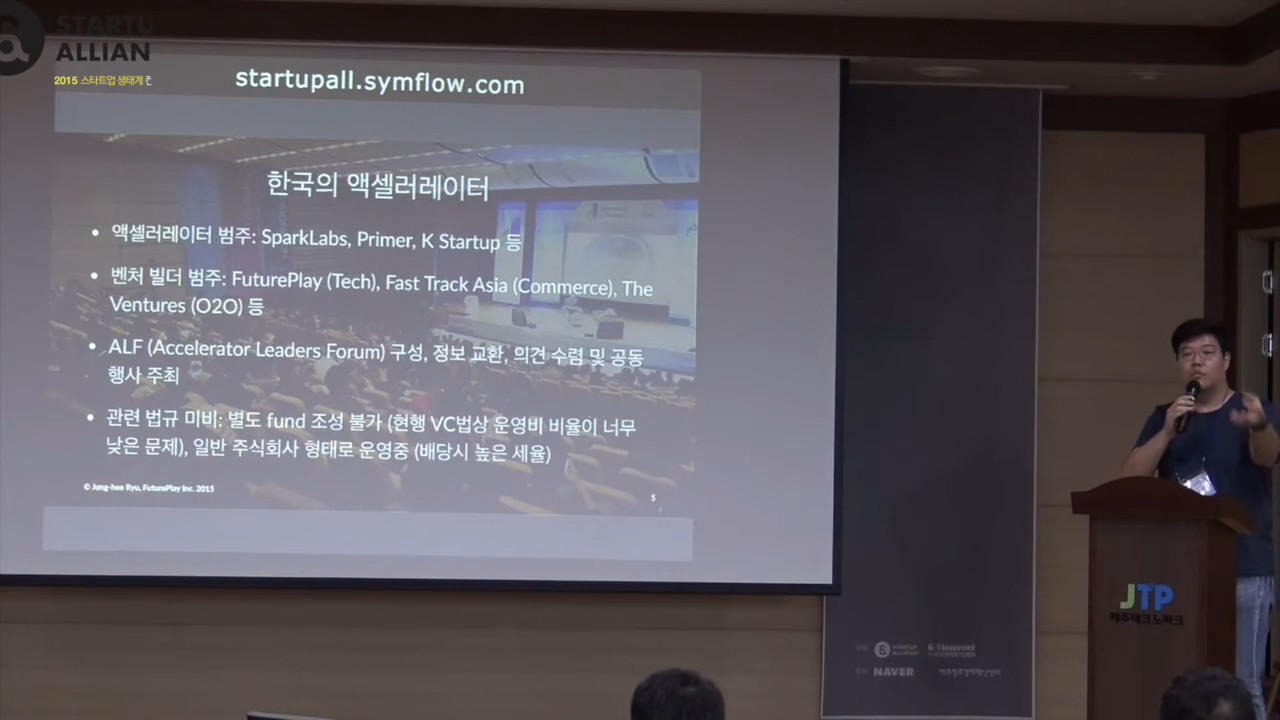 STARTU
ALLIAN
2015 스타트업 생태계 컨
startupall.symflow.com
한국의 액셀러레이터
• 액셀러레이터 범주: SparkLabs, Primer, K Startup 등
• 벤처 빌더 범주: FuturePlay (Tech), Fast Track Asia (Commerce), The
Ventures (O2O) 등
• ALF (Accelerator Leaders Forum) 구성, 정보 교환, 의견 수렴 및 공동
행사 주최
• 관련 법규 미비: 별도 fund 조성 불가 (현행 VC법상 운영비 비율이 너무
낮은 문제), 일반 주식회사 형태로 운영중 (배당시 높은 세율)
© Jung-hee Ryu, FuturePlay Inc. 2015
5
JTP
제주테크노파크
STARTUP
ALLIANCE
internet
NAVER